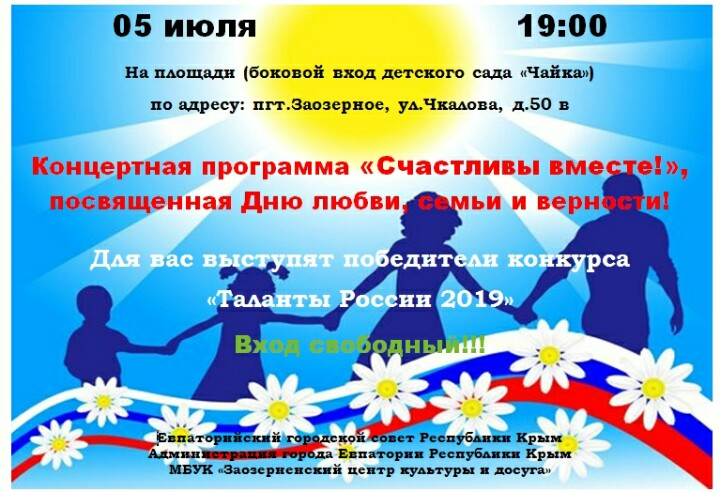 05 июля 19:00
На площади (боковой вход детского сада «Чайка»)
по адресу: пгт.Заозерное, ул.Чкалова, д.50 в
Концертная программа «Счастливы вместе!»,
посвященная Дню любви, семьи и верности!
Для вас выступят победители конкурса
«Таланты России 2019»
Вход свободный!!!
Евпаторийский городской совет Республики Крым
Администрация города Евпатории Республики Крым
МБУК «Заозерненский центр культуры и досуга»